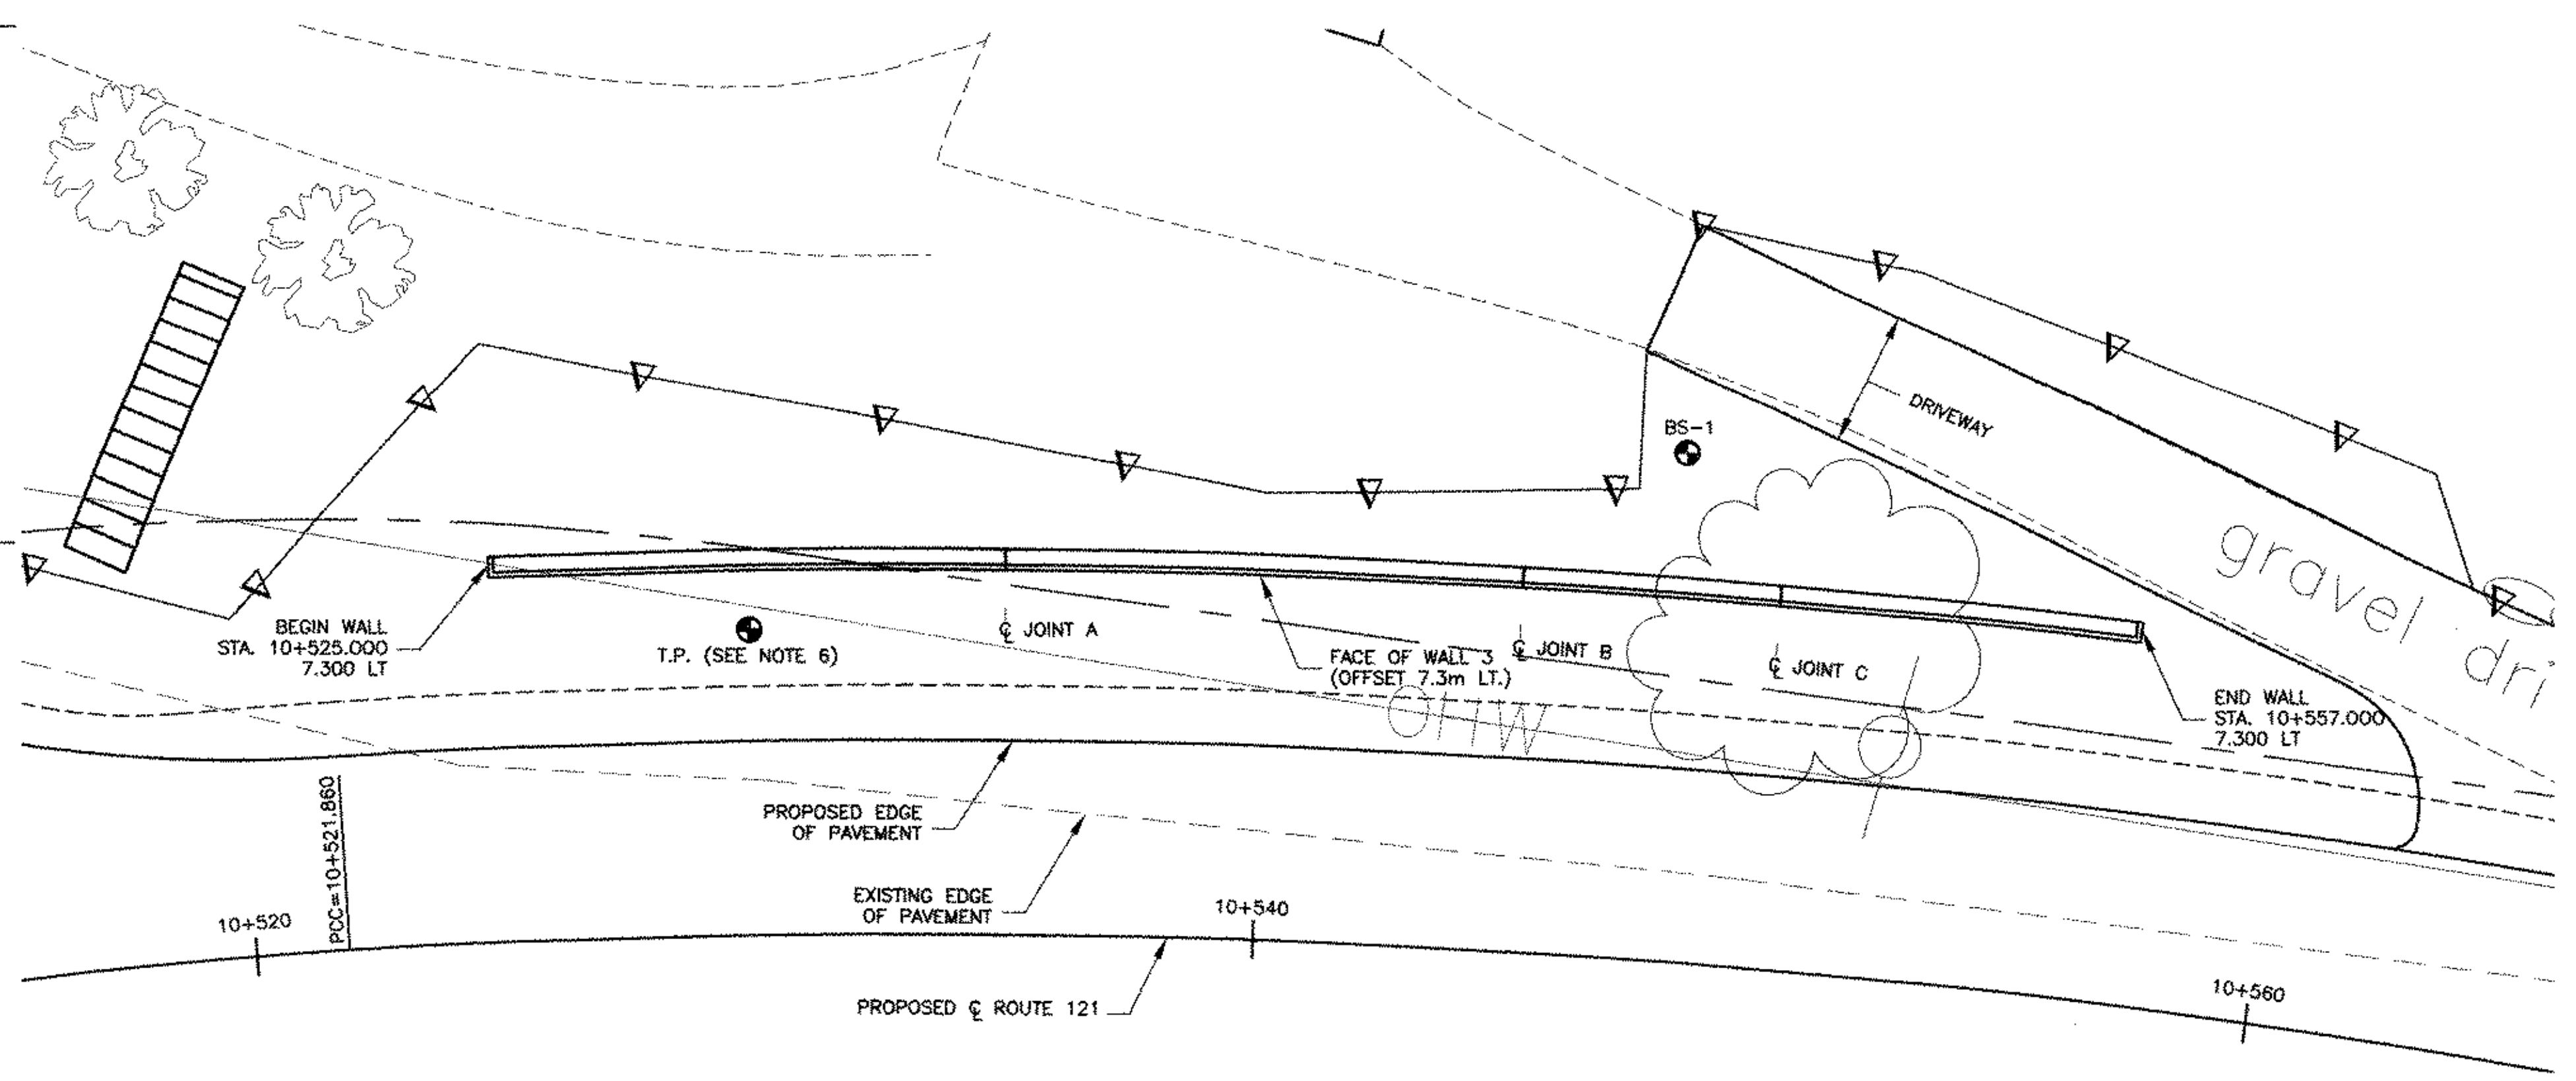 BS-1
DRIVEWAY
gravel dri
BEGIN WALL
STA. 10+525.000
7.300 LT
T.P. (SEE NOTE 6)
℄ JOINT A
FACE OF WALL 3
(OFFSET 7.3m LT.)
℄ JOINT B
℄ JOINT C
OHW
END WALL
STA. 10+557.000
7.300 LT
PROPOSED EDGE
OF PAVEMENT
PCC=10+521.860
EXISTING EDGE
OF PAVEMENT
10+520
10+540
10+560
PROPOSED ℄ ROUTE 121